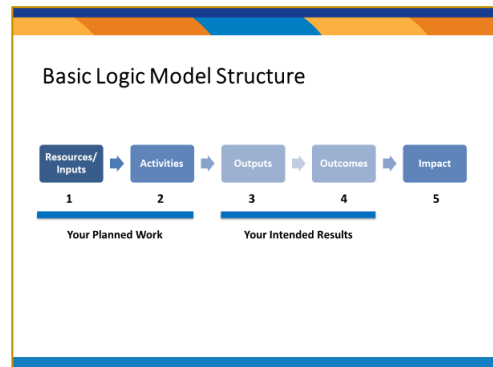 Basic Logic Model Structure
Resources/
Inputs
Activities
Outputs
Outcomes
Impact
1
2
3
4
5
Your Planned Work
Your Intended Results